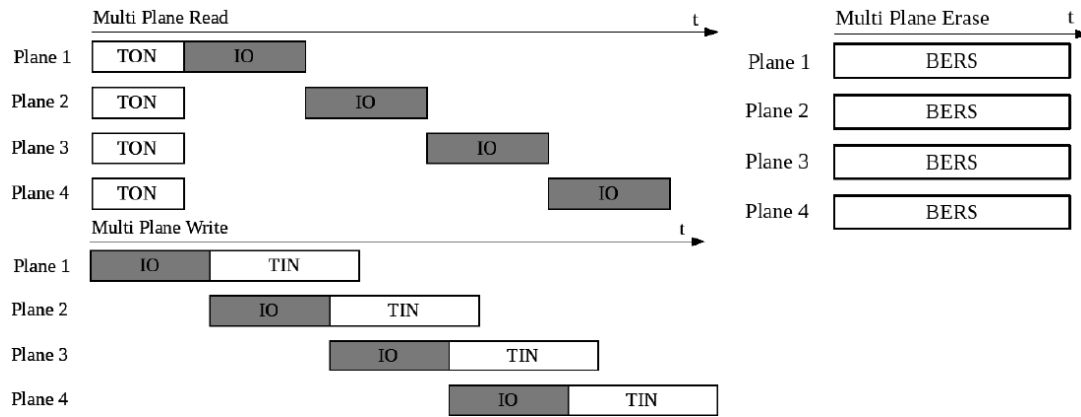 Multi Plane Read t
Plane 1 TON IO
Plane 2 TON IO
Plane 3 TON IO
Plane 4 TON IO
Multi Plane Write t
Plane 1 IO TIN
Plane 2 IO TIN
Plane 3 IO TIN
Plane 4 IO TIN
Multi Plane Erase t
Plane 1 BERS
Plane 2 BERS
Plane 3 BERS
Plane 4 BERS